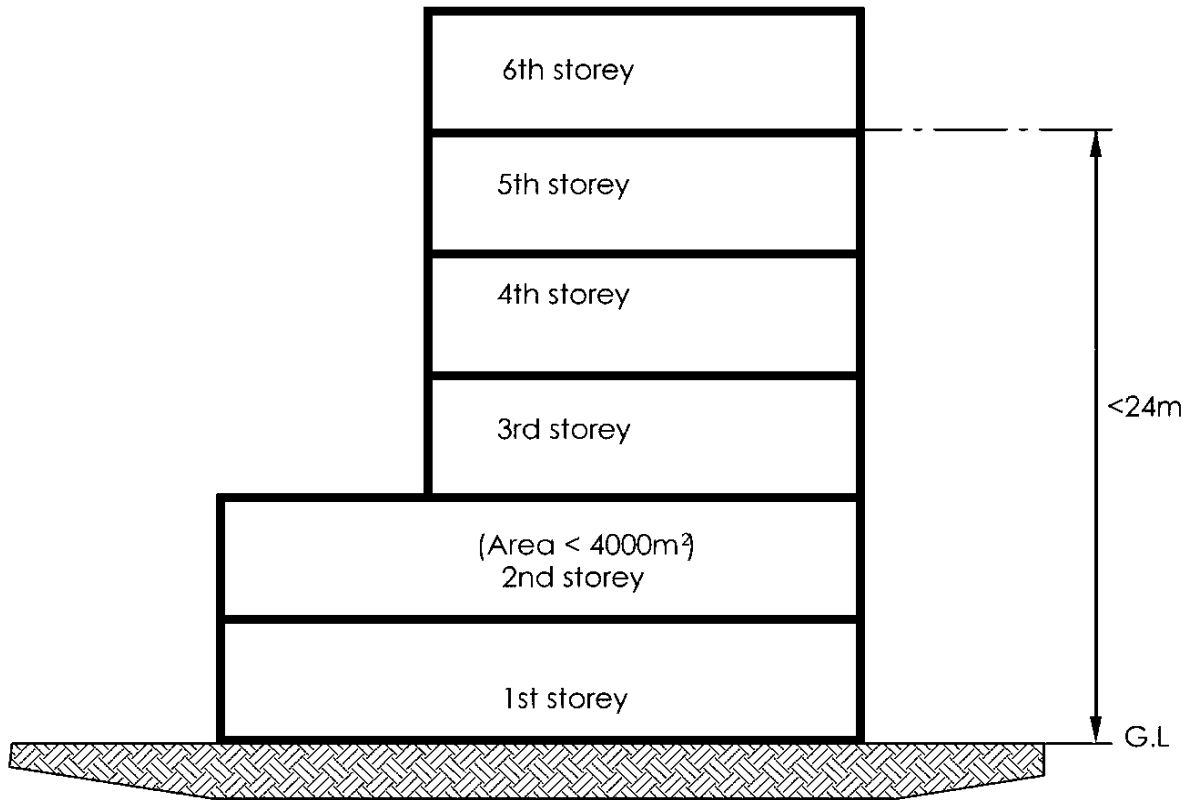 6th storey
5th storey
4th storey
<24m
3rd storey
(Area < 4000m²)
2nd storey
1st storey
G.L